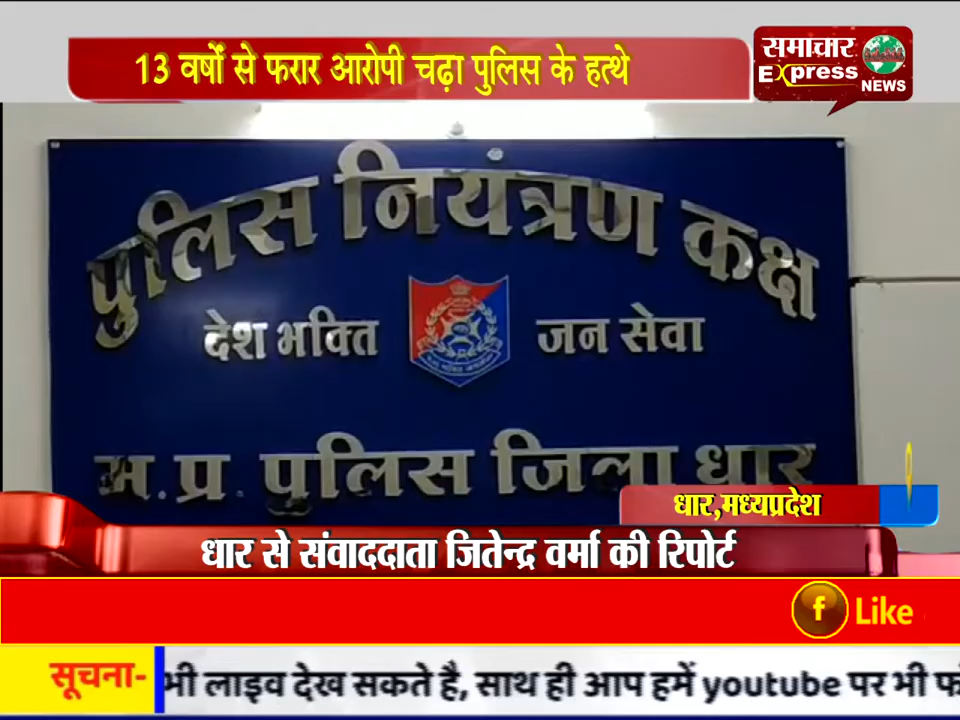 13 वर्षों से फरार आरोपी चढ़ा पुलिस के हत्थे
समाचार
Express
NEWS
पुलिस नियंत्रण कक्ष
देश भक्ति जन सेवा
म.प्र. पुलिस जिला धार
धार,मध्यप्रदेश
धार से संवाददाता जितेन्द्र वर्मा की रिपोर्ट
f Like
सूचना- भी लाइव देख सकते है, साथ ही आप हमें youtube पर भी